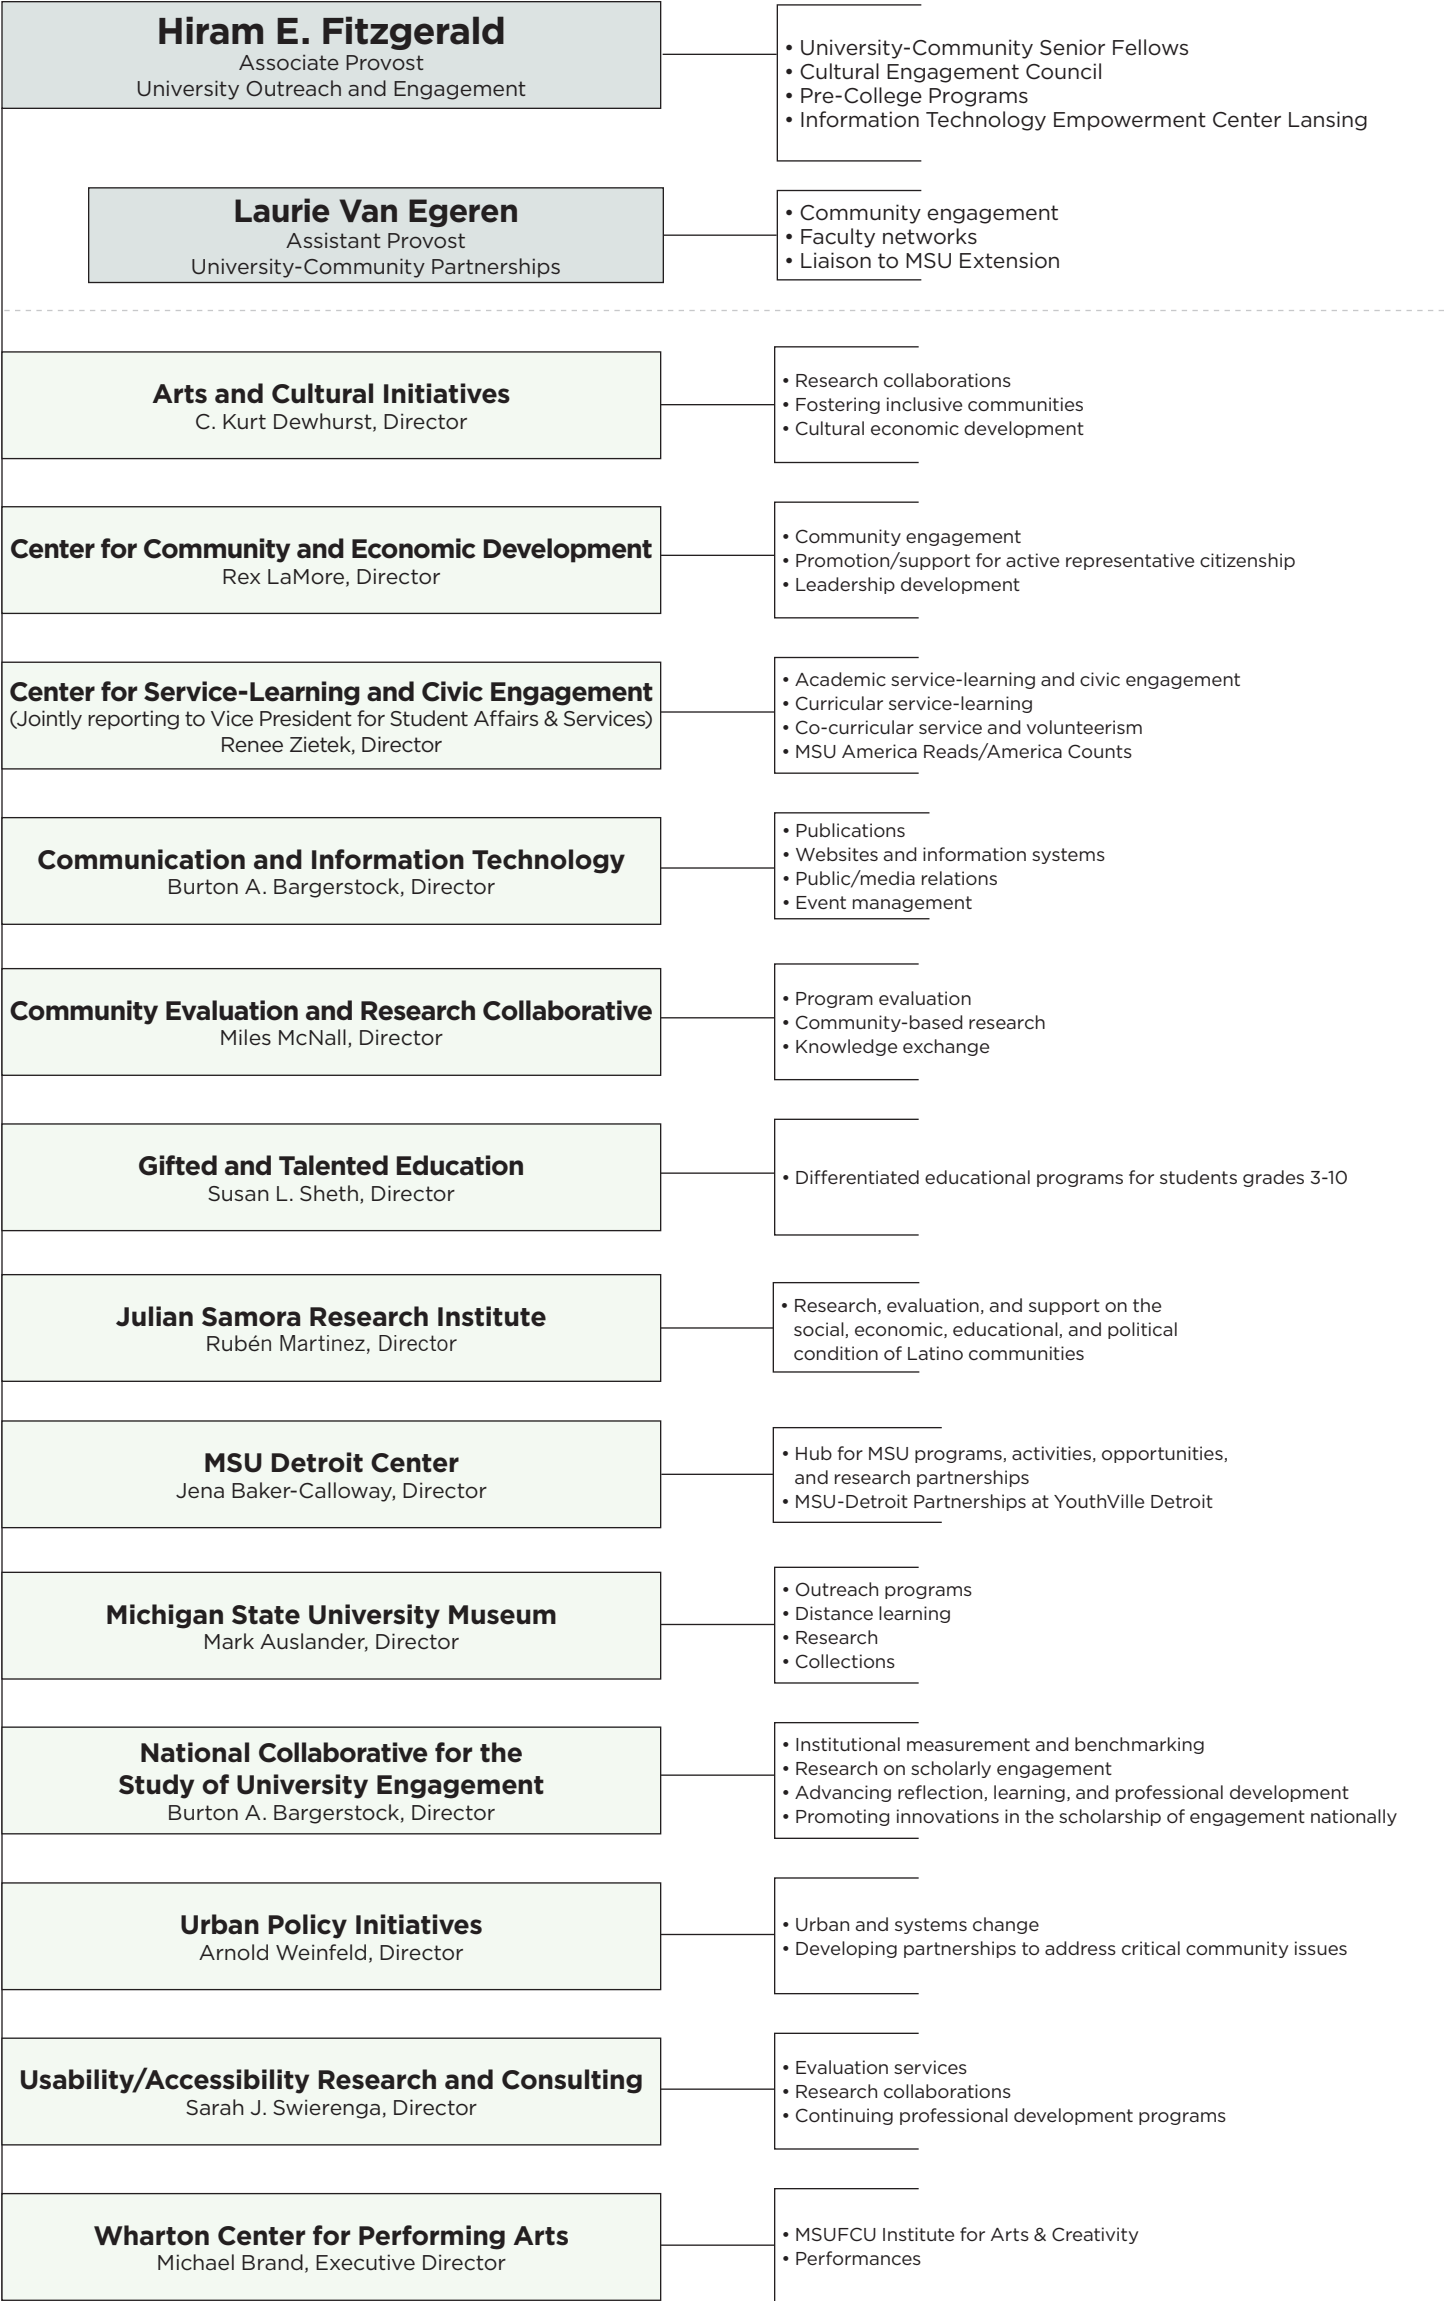 Hiram E. Fitzgerald
Associate Provost
University Outreach and Engagement
• University-Community Senior Fellows
• Cultural Engagement Council
• Pre-College Programs
• Information Technology Empowerment Center Lansing
Laurie Van Egeren
Assistant Provost
University-Community Partnerships
• Community engagement
• Faculty networks
• Liaison to MSU Extension
Arts and Cultural Initiatives
C. Kurt Dewhurst, Director
• Research collaborations
• Fostering inclusive communities
• Cultural economic development
Center for Community and Economic Development
Rex LaMore, Director
• Community engagement
• Promotion/support for active representative citizenship
• Leadership development
Center for Service-Learning and Civic Engagement
(Jointly reporting to Vice President for Student Affairs & Services)
Renee Zietek, Director
• Academic service-learning and civic engagement
• Curricular service-learning
• Co-curricular service and volunteerism
• MSU America Reads/America Counts
Communication and Information Technology
Burton A. Bargerstock, Director
• Publications
• Websites and information systems
• Public/media relations
• Event management
Community Evaluation and Research Collaborative
Miles McNall, Director
• Program evaluation
• Community-based research
• Knowledge exchange
Gifted and Talented Education
Susan L. Sheth, Director
• Differentiated educational programs for students grades 3-10
Julian Samora Research Institute
Rubén Martinez, Director
• Research, evaluation, and support on the
social, economic, educational, and political
condition of Latino communities
MSU Detroit Center
Jena Baker-Calloway, Director
• Hub for MSU programs, activities, opportunities,
and research partnerships
• MSU-Detroit Partnerships at YouthVille Detroit
Michigan State University Museum
Mark Auslander, Director
• Outreach programs
• Distance learning
• Research
• Collections
National Collaborative for the
Study of University Engagement
Burton A. Bargerstock, Director
• Institutional measurement and benchmarking
• Research on scholarly engagement
• Advancing reflection, learning, and professional development
• Promoting innovations in the scholarship of engagement nationally
Urban Policy Initiatives
Arnold Weinfeld, Director
• Urban and systems change
• Developing partnerships to address critical community issues
Usability/Accessibility Research and Consulting
Sarah J. Swierenga, Director
• Evaluation services
• Research collaborations
• Continuing professional development programs
Wharton Center for Performing Arts
Michael Brand, Executive Director
• MSUFCU Institute for Arts & Creativity
• Performances